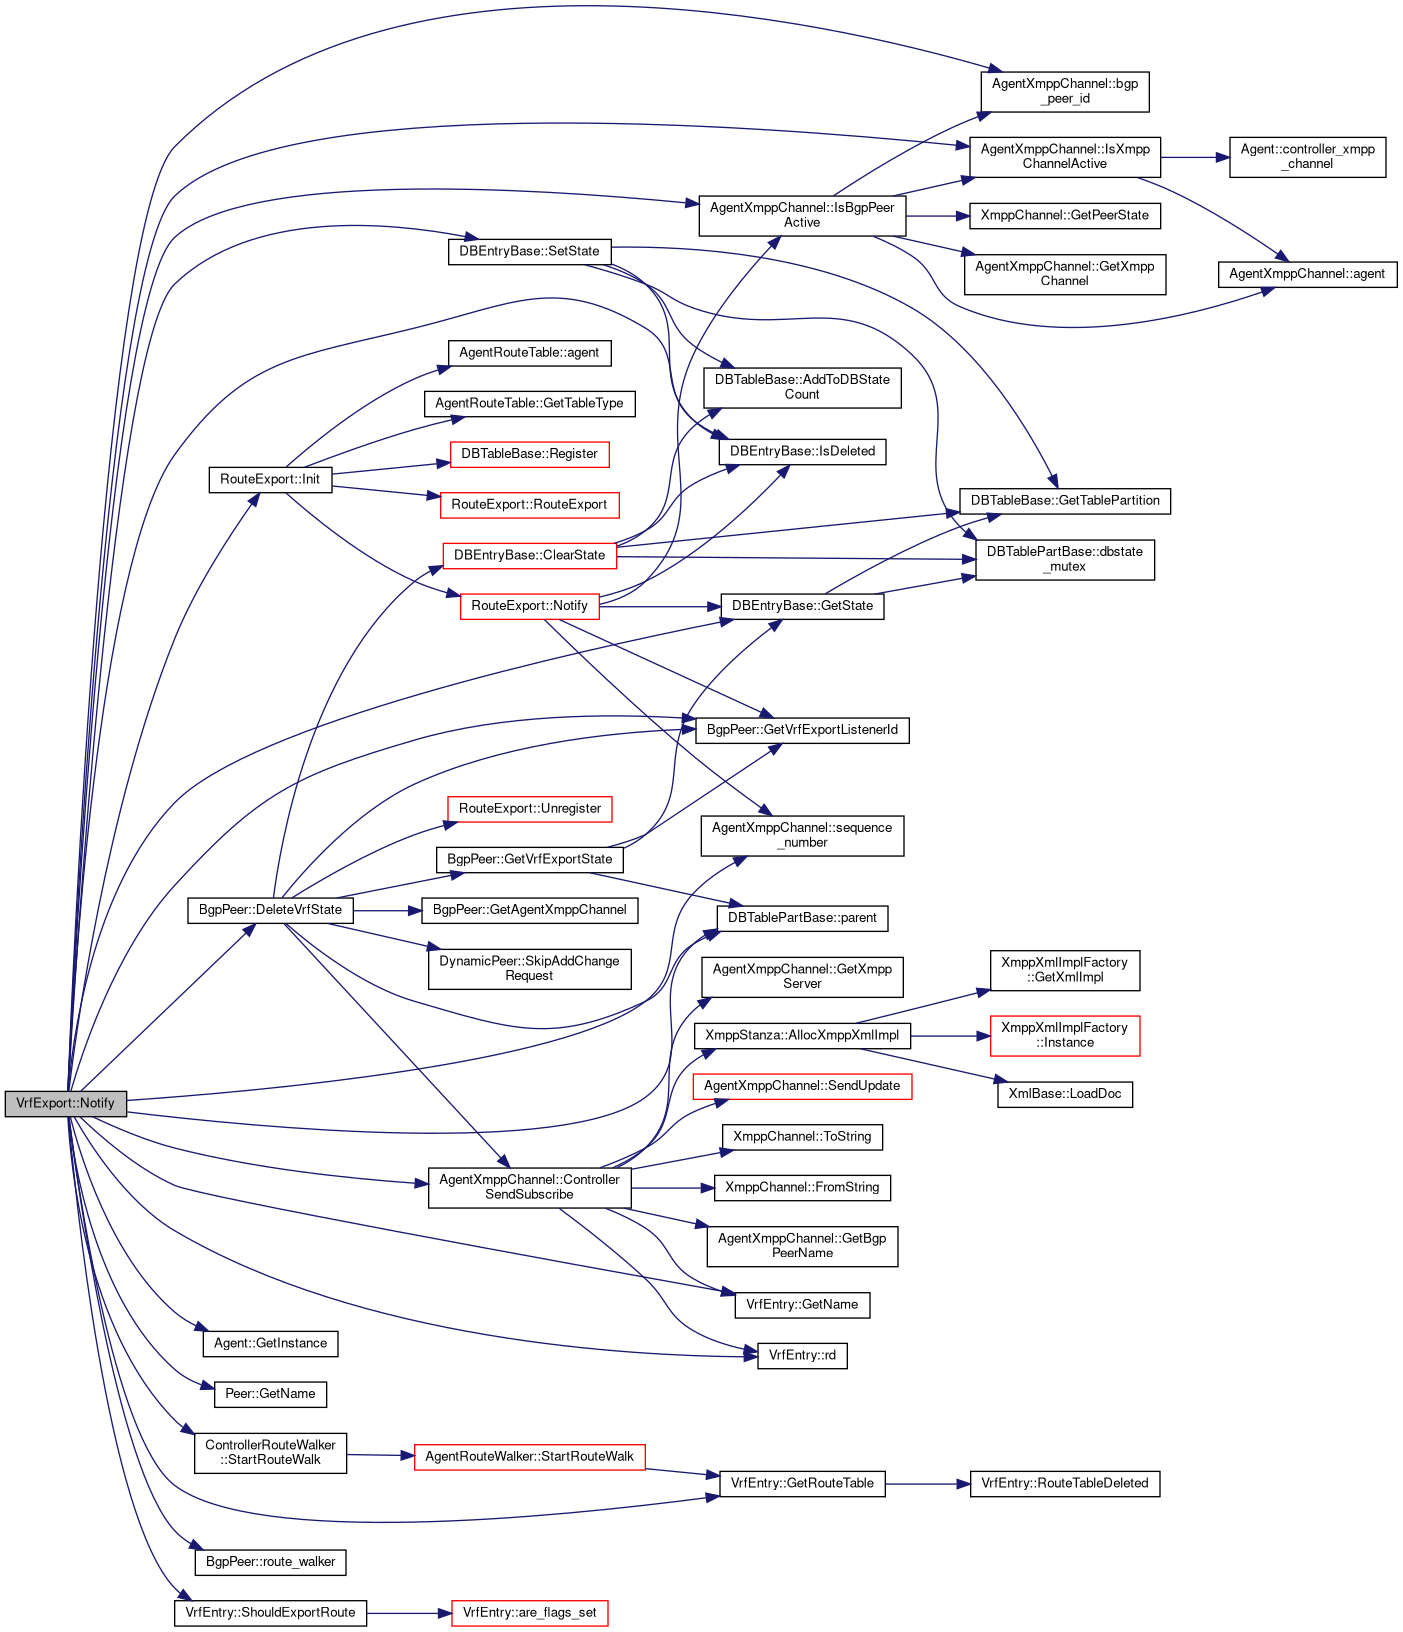 AgentXmppChannel::bgp
_peer_id
AgentXmppChannel::IsXmpp
ChannelActive
Agent::controller_xmpp
_channel
AgentXmppChannel::IsBgpPeer
Active
XmppChannel::GetPeerState
DBEntryBase::SetState
AgentXmppChannel::GetXmpp
Channel
AgentXmppChannel::agent
AgentRouteTable::agent
DBTableBase::AddToDBState
Count
AgentRouteTable::GetTableType
DBTableBase::Register
DBEntryBase::IsDeleted
RouteExport::Init
RouteExport::RouteExport
DBTableBase::GetTablePartition
DBEntryBase::ClearState
DBTablePartBase::dbstate
_mutex
RouteExport::Notify
DBEntryBase::GetState
BgpPeer::GetVrfExportListenerId
RouteExport::Unregister
AgentXmppChannel::sequence
_number
BgpPeer::GetVrfExportState
BgpPeer::DeleteVrfState
BgpPeer::GetAgentXmppChannel
DBTablePartBase::parent
DynamicPeer::SkipAddChange
Request
AgentXmppChannel::GetXmpp
Server
XmppXmlImplFactory
::GetXmlImpl
XmppStanza::AllocXmppXmlImpl
XmppXmlImplFactory
::Instance
AgentXmppChannel::SendUpdate
XmlBase::LoadDoc
VrfExport::Notify
XmppChannel::ToString
AgentXmppChannel::Controller
SendSubscribe
XmppChannel::FromString
AgentXmppChannel::GetBgp
PeerName
VrfEntry::GetName
Agent::GetInstance
VrfEntry::rd
Peer::GetName
ControllerRouteWalker
::StartRouteWalk
AgentRouteWalker::StartRouteWalk
VrfEntry::GetRouteTable
VrfEntry::RouteTableDeleted
BgpPeer::route_walker
VrfEntry::ShouldExportRoute
VrfEntry::are_flags_set